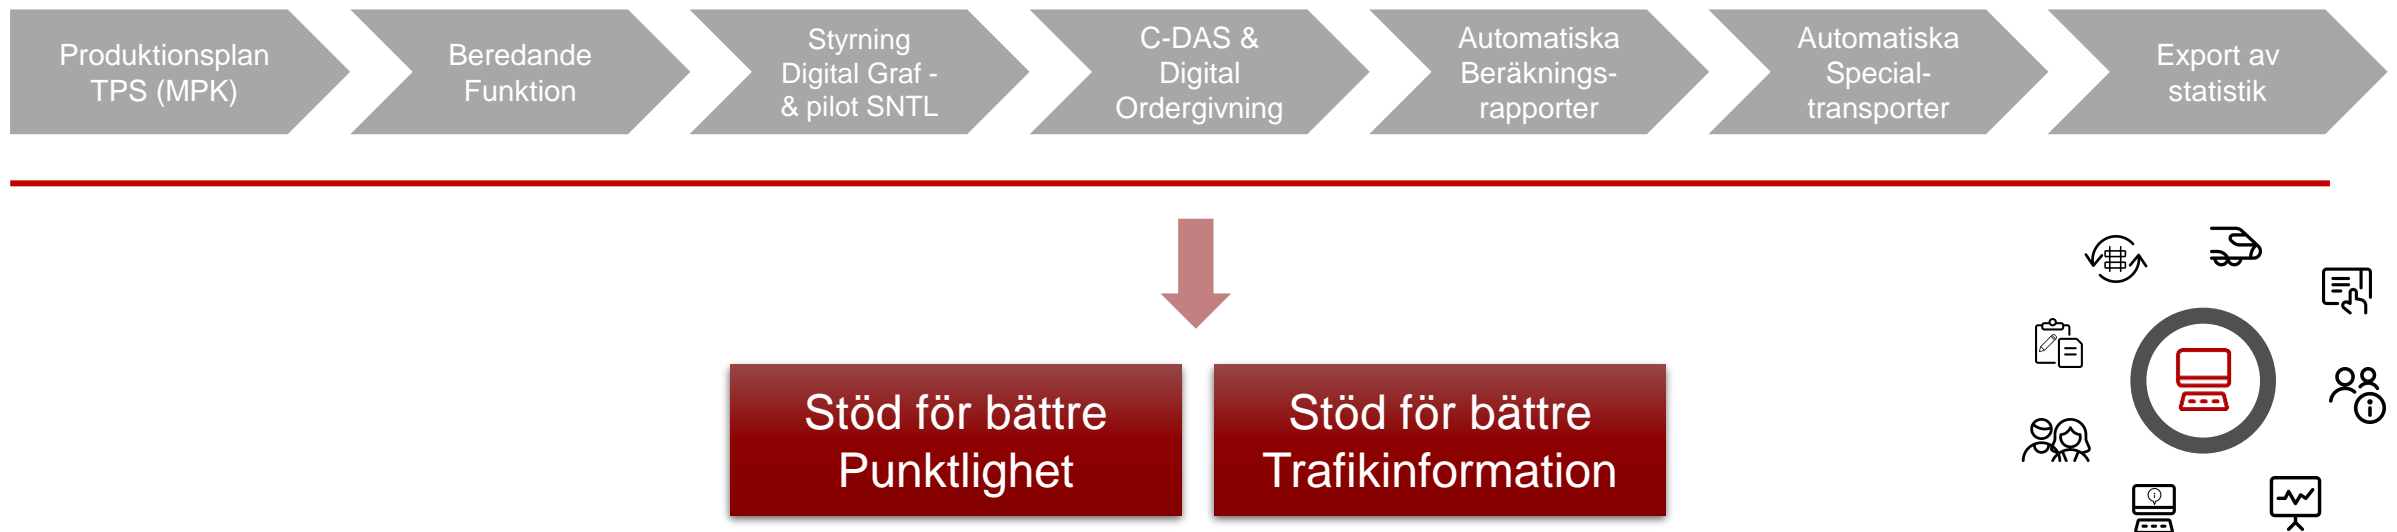 Produktionsplan
TPS (MPK)
Beredande
Funktion
Styrning
Digital Graf -
& pilot SNTL
C-DAS &
Digital
Ordergivning
Automatiska
Beräknings-
rapporter
Automatiska
Special-
transporter
Export av
statistik
Stöd för bättre
Punktlighet
Stöd för bättre
Trafikinformation